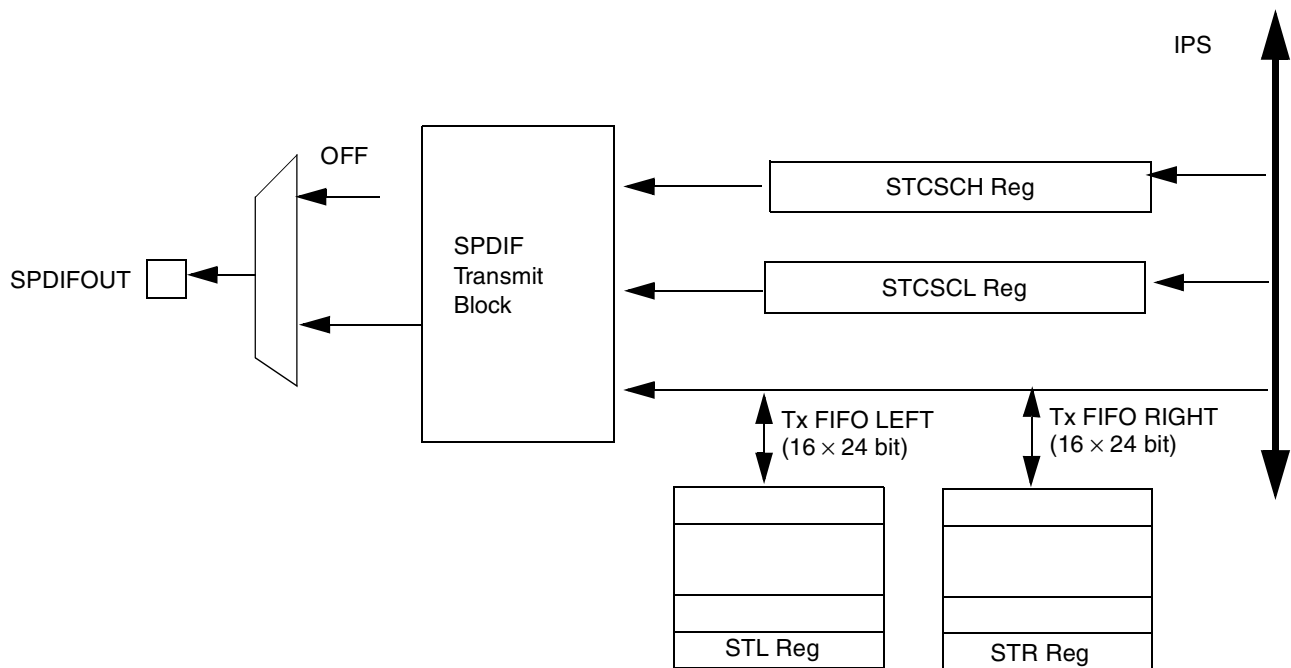 IPS
OFF
STCSCH Reg
SPDIF
Transmit
Block
SPDIFOUT
STCSCL Reg
Tx FIFO LEFT
(16 × 24 bit)
Tx FIFO RIGHT
(16 × 24 bit)
STL Reg
STR Reg